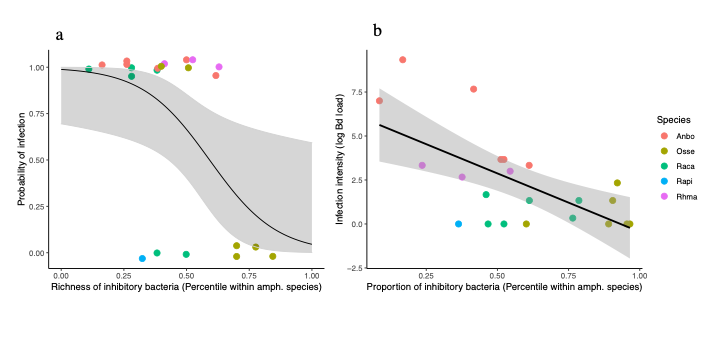 a
b
Probability of infection
1.00
0.75
0.50
0.25
0.00
0.00 0.25 0.50 0.75 1.00
Richness of inhibitory bacteria (Percentile within amph. species)
Infection intensity (log Bd load)
7.5
5.0
2.5
0.0
−2.5
0.25 0.50 0.75 1.00
Proportion of inhibitory bacteria (Percentile within amph. species)
Species
Anbo
Osse
Raca
Rapi
Rhma